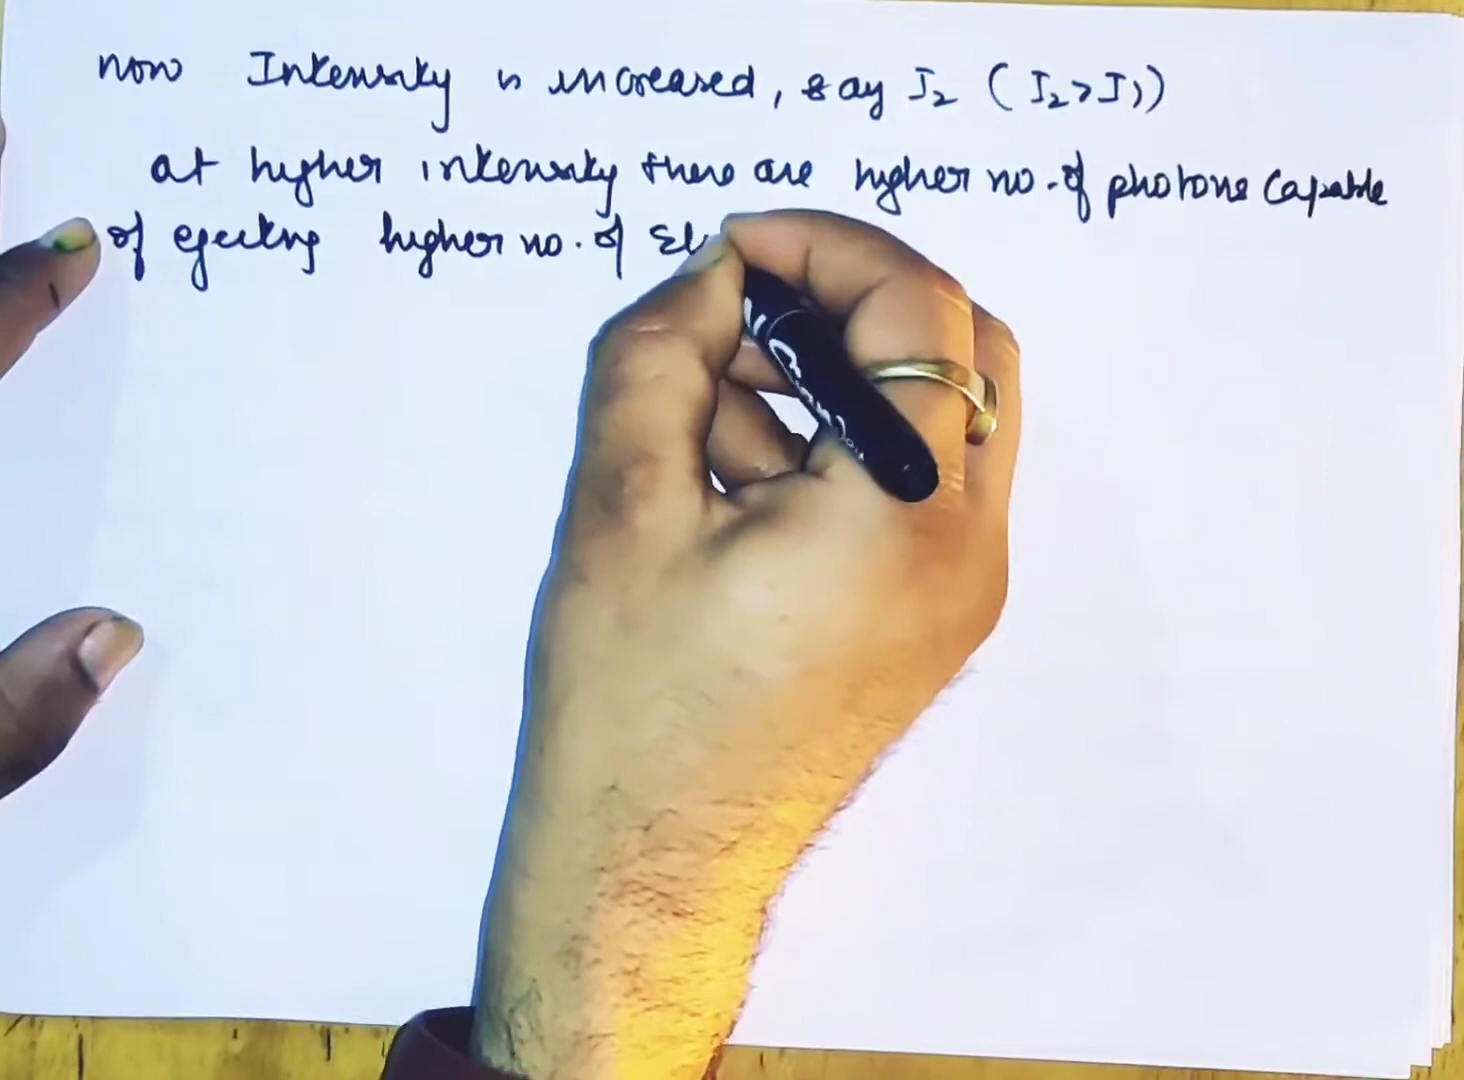 now Intensity is increased, say I2 (I2>I1)
at higher intensity there are higher no. of photons capable
of ejecting higher no. of El